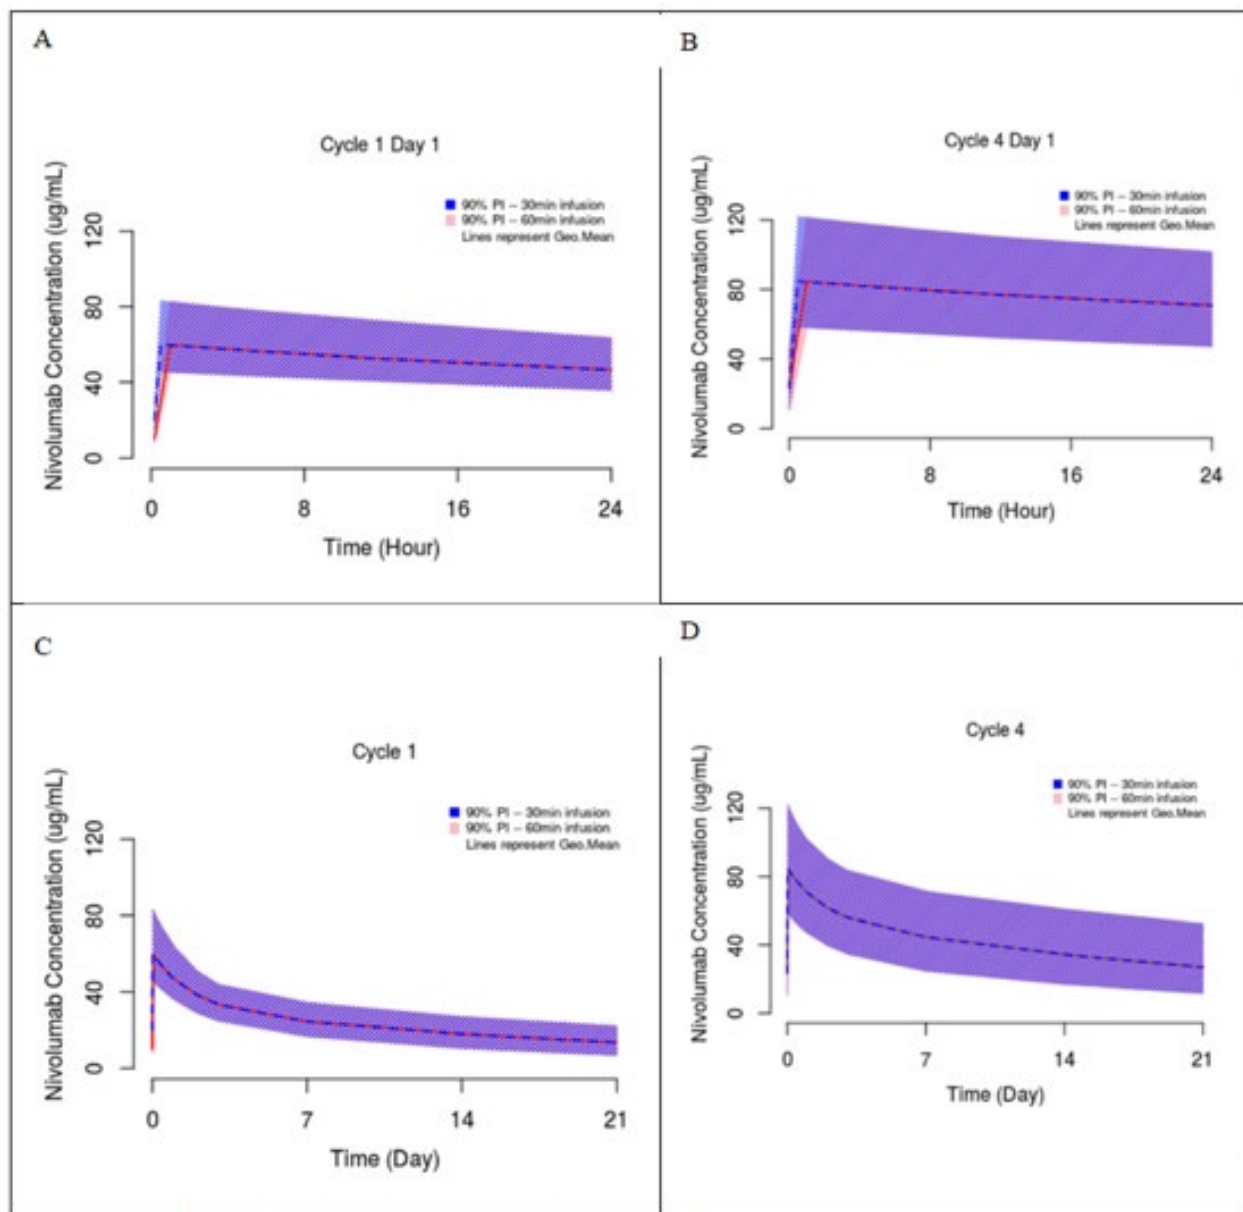 A
Cycle 1 Day 1
90% PI – 30min infusion
90% PI – 60min infusion
Lines represent Geo.Mean
Nivolumab Concentration (ug/mL)
120
80
40
0
0 8 16 24
Time (Hour)
B
Cycle 4 Day 1
90% PI – 30min infusion
90% PI – 60min infusion
Lines represent Geo.Mean
Nivolumab Concentration (ug/mL)
120
80
40
0
0 8 16 24
Time (Hour)
C
Cycle 1
90% PI – 30min infusion
90% PI – 60min infusion
Lines represent Geo.Mean
Nivolumab Concentration (ug/mL)
120
80
40
0
0 7 14 21
Time (Day)
D
Cycle 4
90% PI – 30min infusion
90% PI – 60min infusion
Lines represent Geo.Mean
Nivolumab Concentration (ug/mL)
120
80
40
0
0 7 14 21
Time (Day)